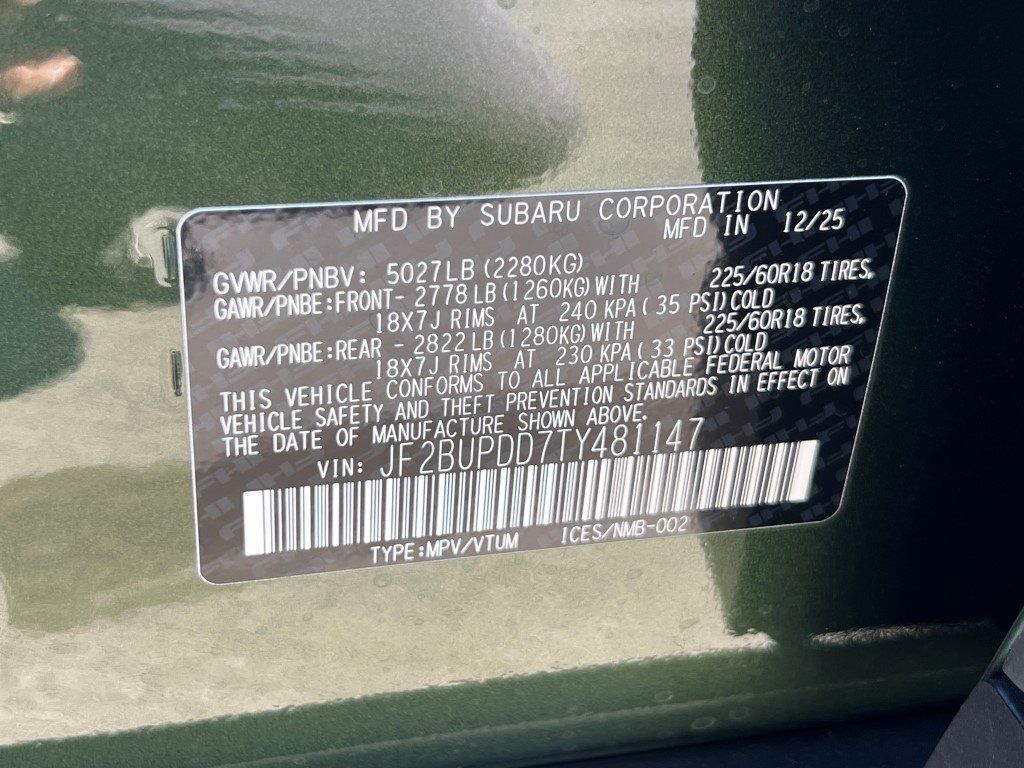 MFD BY SUBARU CORPORATION
MFD IN 12/25
GVWR/PNBV: 5027LB (2280KG)
GAWR/PNBE:FRONT- 2778 LB (1260KG) WITH 225/60R18 TIRES,
18X7J RIMS AT 240 KPA ( 35 PSI) COLD
GAWR/PNBE:REAR - 2822 LB (1280KG) WITH 225/60R18 TIRES,
18X7J RIMS AT 230 KPA ( 33 PSI) COLD
THIS VEHICLE CONFORMS TO ALL APPLICABLE FEDERAL MOTOR
VEHICLE SAFETY AND THEFT PREVENTION STANDARDS IN EFFECT ON
THE DATE OF MANUFACTURE SHOWN ABOVE.
VIN: JF2BUPDD7TY481147
TYPE:MPV/VTUM ICES/NMB-002